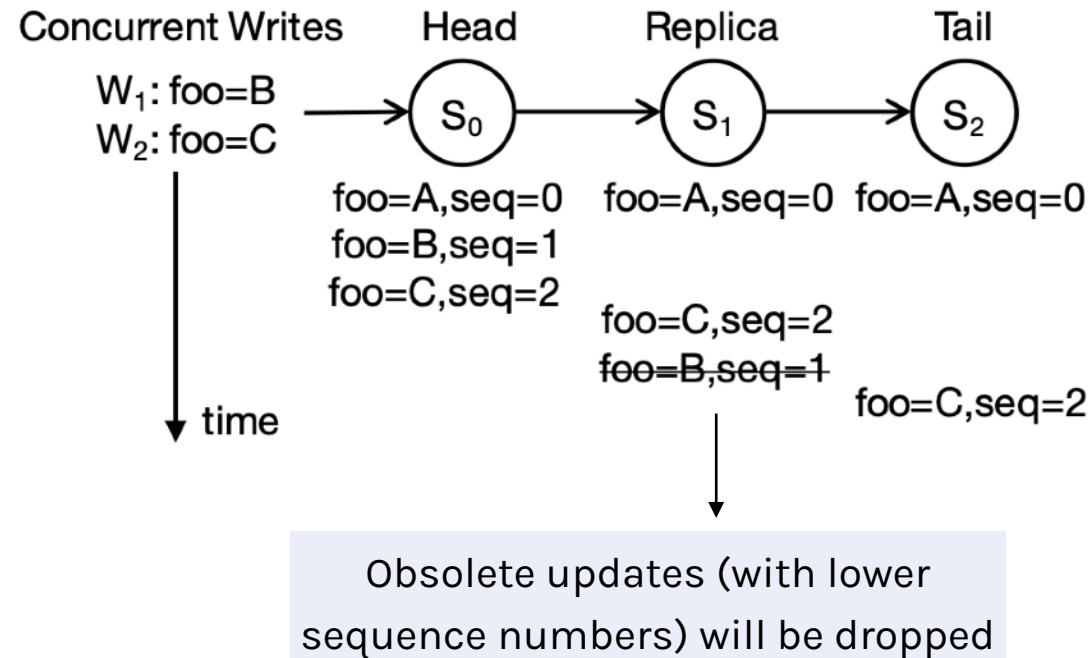 Concurrent Writes Head Replica Tail
W₁: foo=B
W₂: foo=C
S₀ S₁ S₂
foo=A,seq=0 foo=A,seq=0 foo=A,seq=0
foo=B,seq=1
foo=C,seq=2
foo=C,seq=2
foo=B,seq=1
foo=C,seq=2
time
Obsolete updates (with lower
sequence numbers) will be dropped